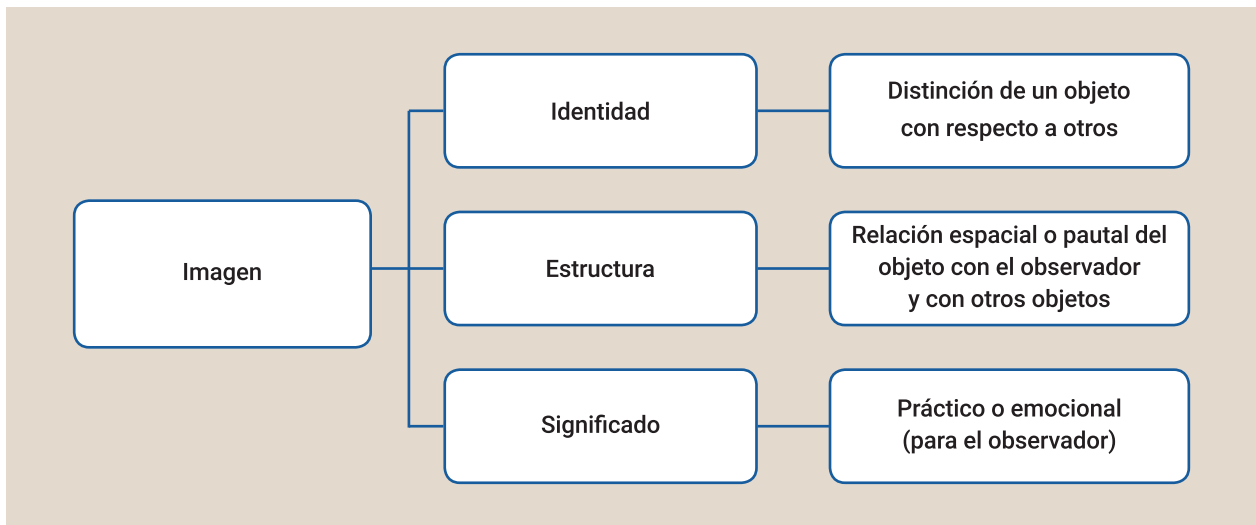 Imagen
Identidad
Distinción de un objeto
con respecto a otros
Estructura
Relación espacial o pautal del
objeto con el observador
y con otros objetos
Significado
Práctico o emocional
(para el observador)